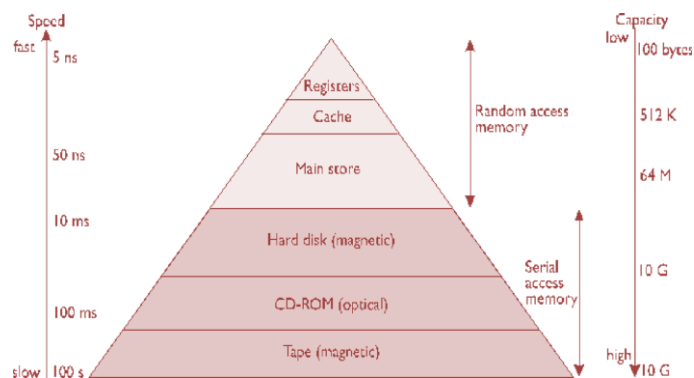 Speed
fast
5 ns
50 ns
10 ms
100 ms
slow
100 s
Registers
Cache
Main store
Hard disk (magnetic)
CD-ROM (optical)
Tape (magnetic)
Random access
memory
Serial
access
memory
Capacity
low
100 bytes
512 K
64 M
10 G
high
10 G